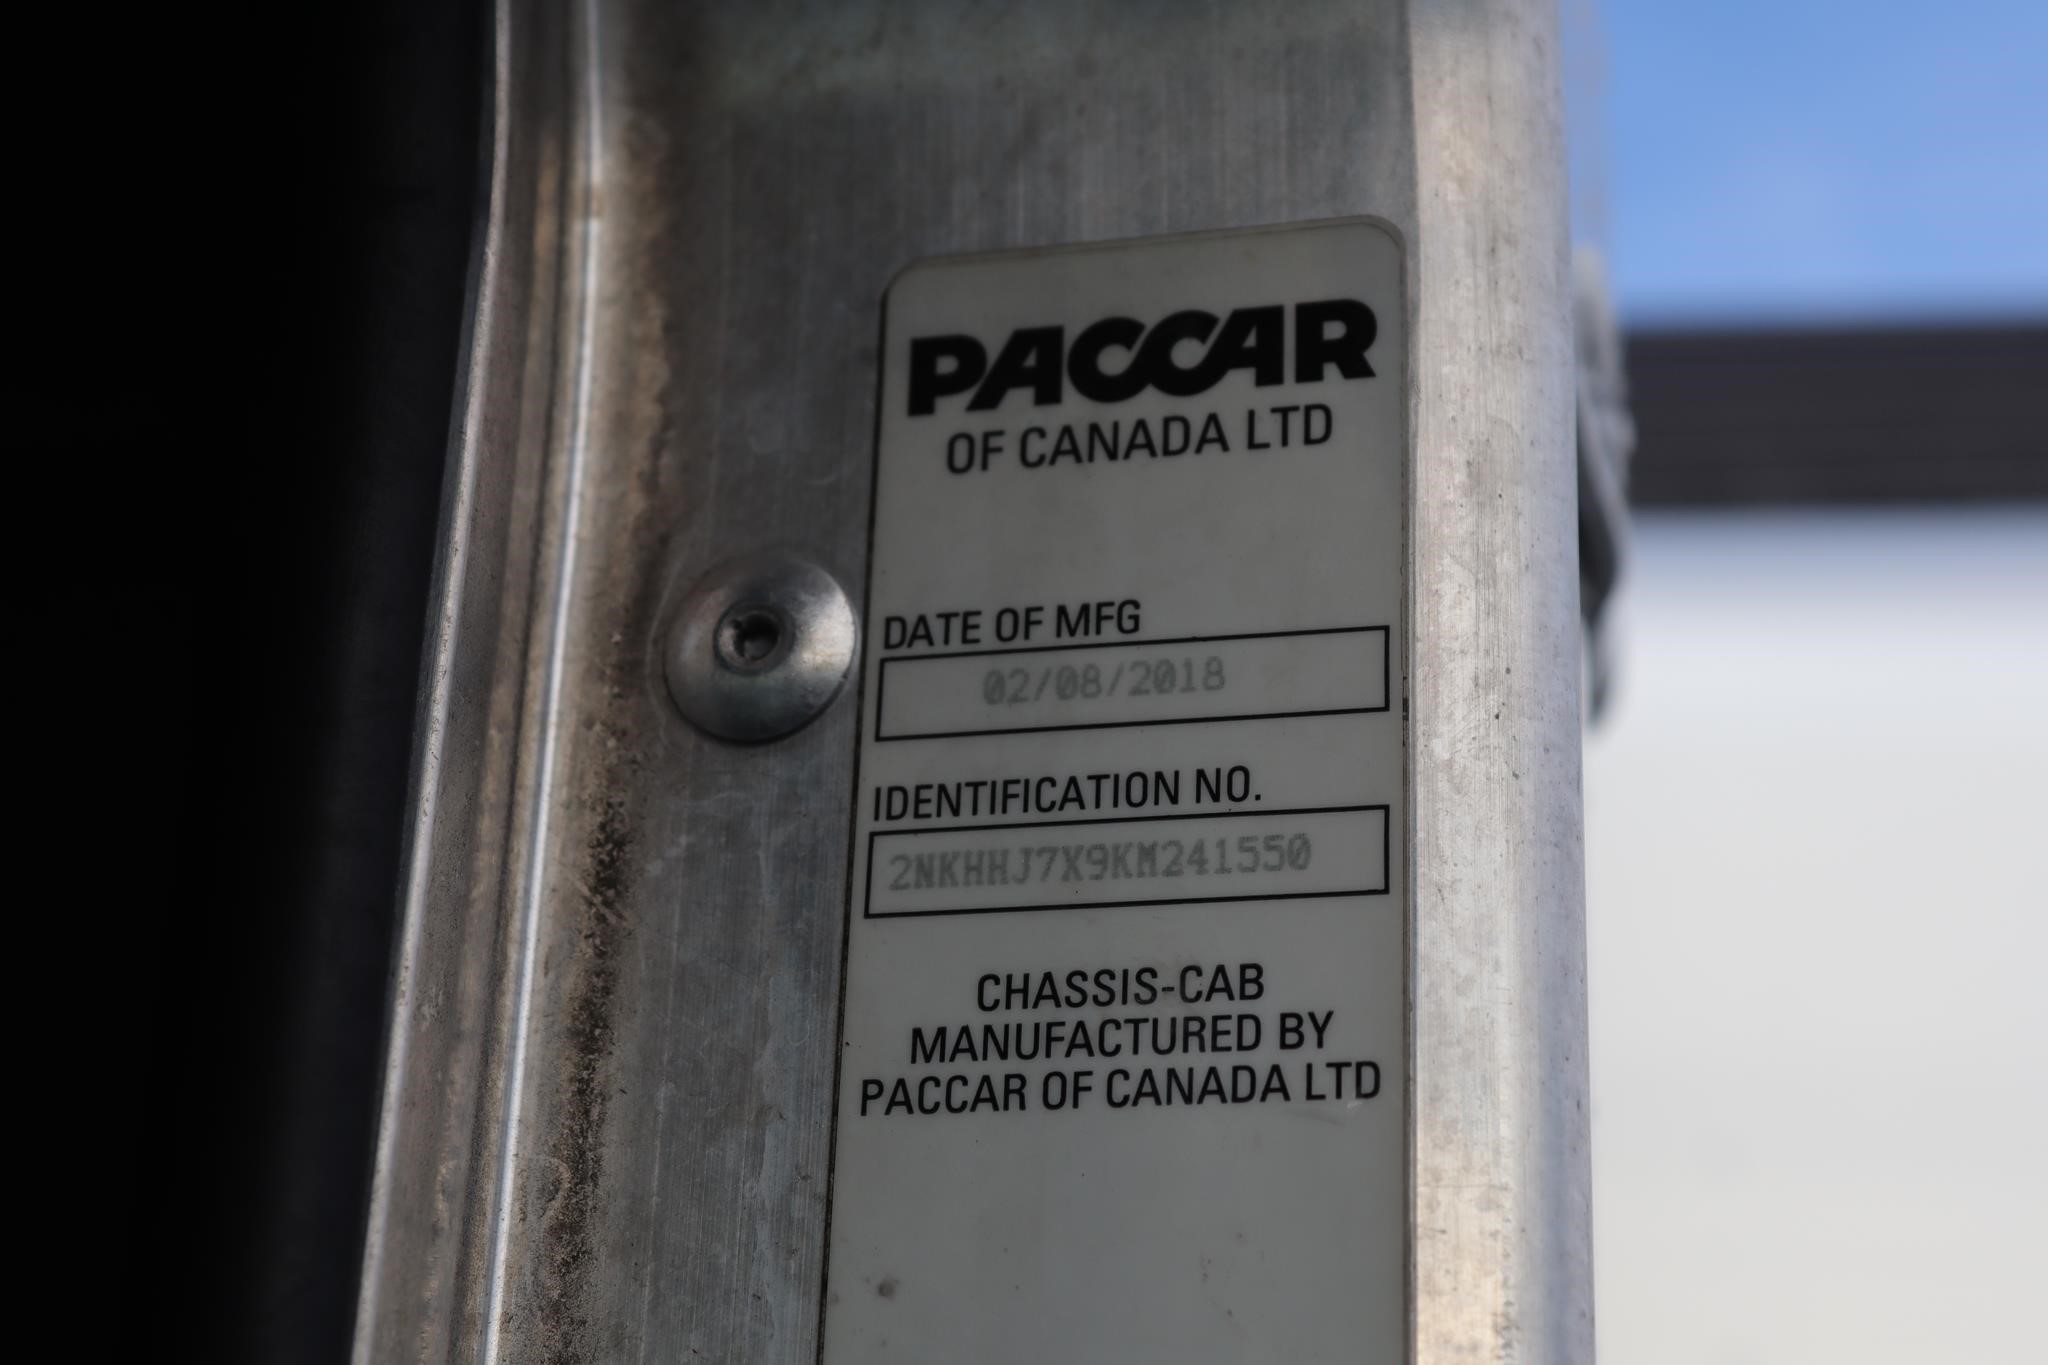 PACCAR
OF CANADA LTD
DATE OF MFG
02/08/2018
IDENTIFICATION NO.
2NKHHJ7X9KM241550
CHASSIS-CAB
MANUFACTURED BY
PACCAR OF CANADA LTD